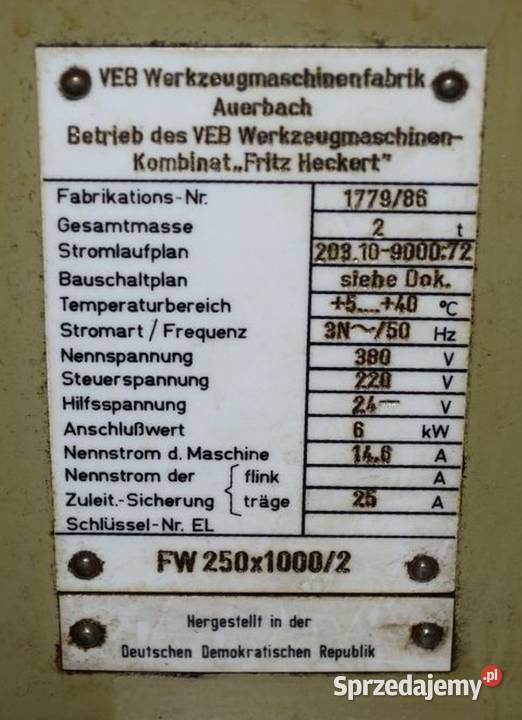 VEB Werkzeugmaschinenfabrik
Auerbach
Betrieb des VEB Werkzeugmaschinen-
Kombinat„Fritz Heckert"
Fabrikations-Nr. 1779/86
Gesamtmasse 2 t
Stromlaufplan 203.10-9000:72
Bauschaltplan siehe Dok.
Temperaturbereich +5....+40 °C
Stromart / Frequenz 3N~/50 Hz
Nennspannung 380 V
Steuerspannung 220 V
Hilfsspannung 24⎓ V
Anschlußwert 6 kW
Nennstrom d. Maschine 14.6 A
Nennstrom der { flink A
Zuleit.-Sicherung träge 25 A
Schlüssel-Nr. EL
FW 250x1000/2
Hergestellt in der
Deutschen Demokratischen Republik
Sprzedajemy.pl